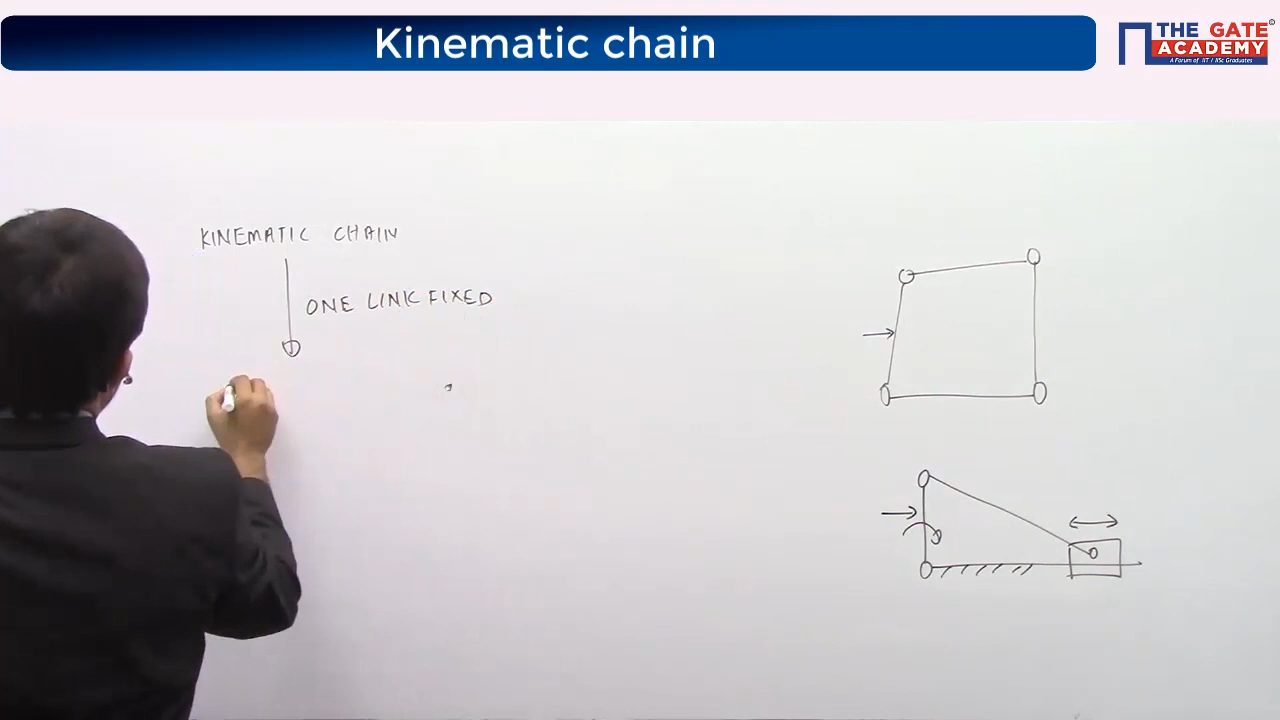 Kinematic chain
THE GATE
ACADEMY
A Forum of IIT / IISc Graduates
KINEMATIC CHAIN
ONE LINK FIXED